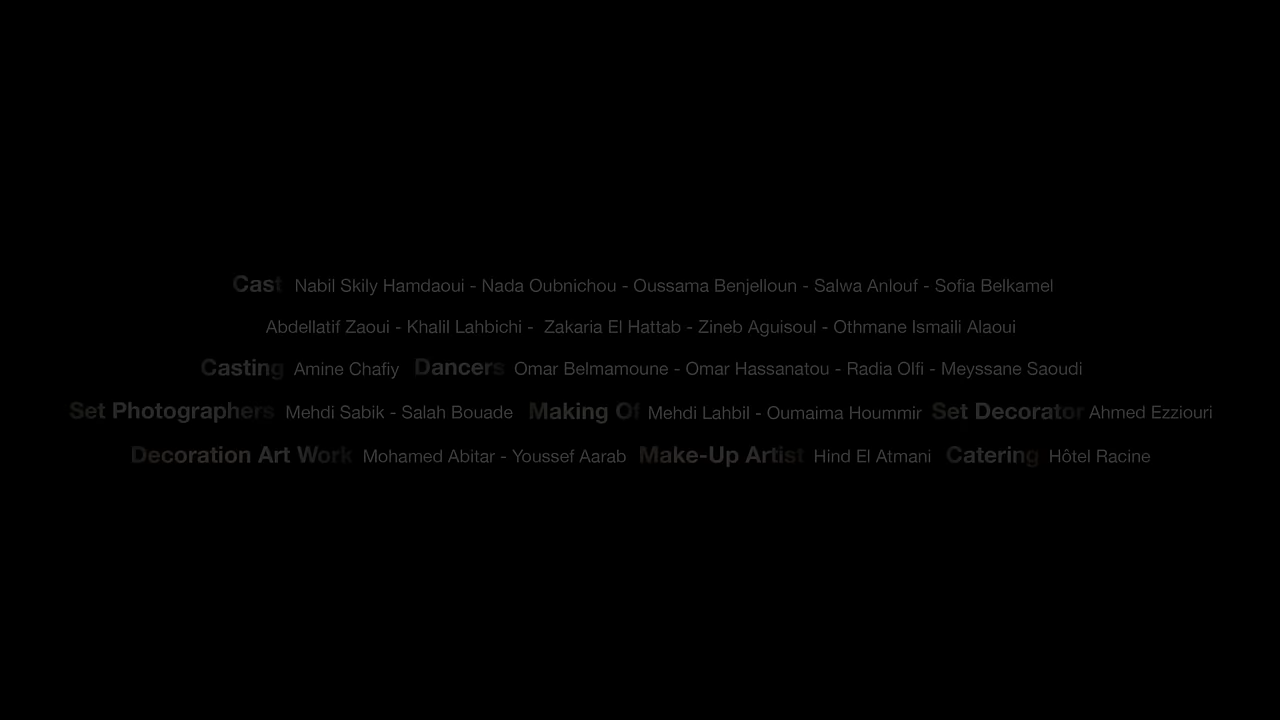 Cast Nabil Skily Hamdaoui - Nada Oubnichou - Oussama Benjelloun - Salwa Anlouf - Sofia Belkamel
Abdellatif Zaoui - Khalil Lahbichi - Zakaria El Hattab - Zineb Aguisoul - Othmane Ismaili Alaoui
Casting Amine Chafiy Dancers Omar Belmamoune - Omar Hassanatou - Radia Olfi - Meyssane Saoudi
Set Photographers Mehdi Sabik - Salah Bouade Making Of Mehdi Lahbil - Oumaima Hoummir Set Decorator Ahmed Ezziouri
Decoration Art Work Mohamed Abitar - Youssef Aarab Make-Up Artist Hind El Atmani Catering Hôtel Racine